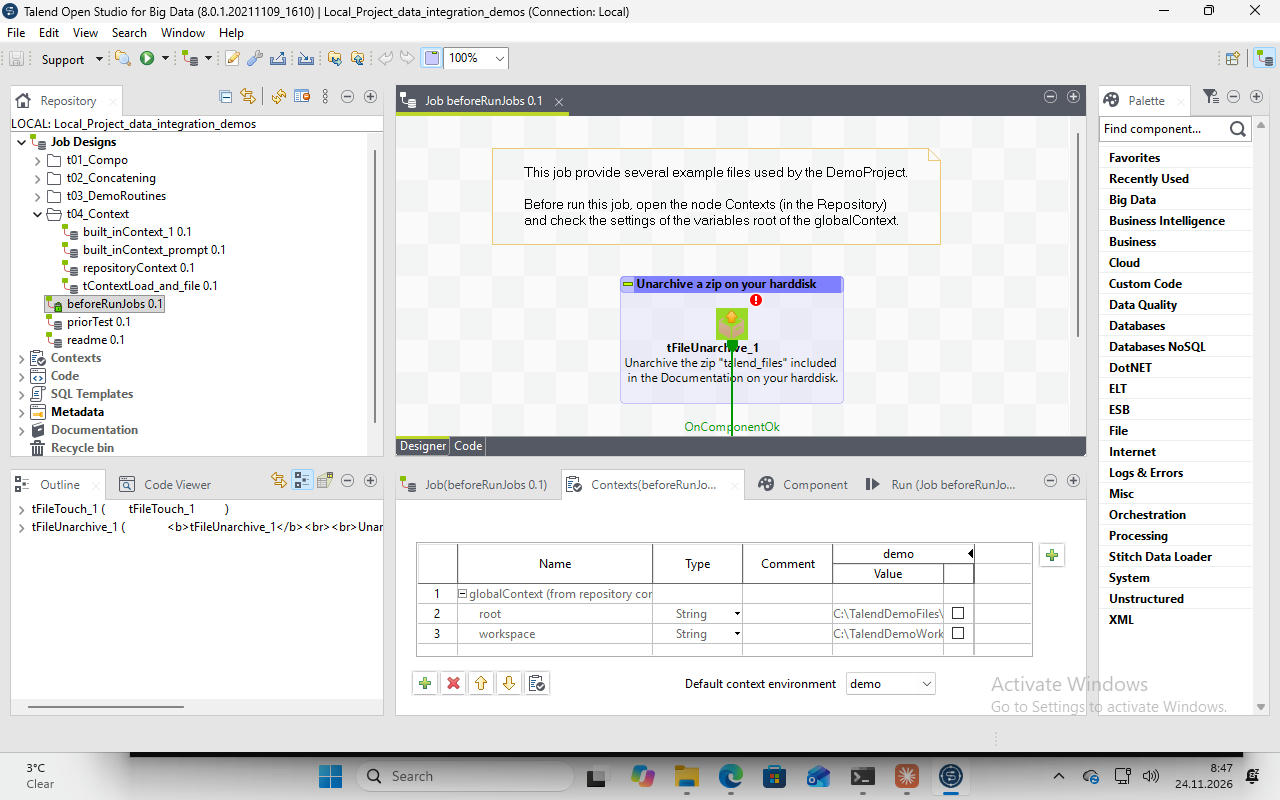 Talend Open Studio for Big Data (8.0.1.20211109_1610) | Local_Project_data_integration_demos (Connection: Local)
File Edit View Search Window Help
Support 100%
Repository
LOCAL: Local_Project_data_integration_demos
Job Designs
t01_Compo
t02_Concatening
t03_DemoRoutines
t04_Context
built_inContext_1 0.1
built_inContext_prompt 0.1
repositoryContext 0.1
tContextLoad_and_file 0.1
beforeRunJobs 0.1
priorTest 0.1
readme 0.1
Contexts
Code
SQL Templates
Metadata
Documentation
Recycle bin
Job beforeRunJobs 0.1
This job provide several example files used by the DemoProject.
Before run this job, open the node Contexts (in the Repository)
and check the settings of the variables root of the globalContext.
Unarchive a zip on your harddisk
tFileUnarchive_1
Unarchive the zip "talend_files" included
in the Documentation on your harddisk.
OnComponentOk
Designer Code
Palette
Find component...
Favorites
Recently Used
Big Data
Business Intelligence
Business
Cloud
Custom Code
Data Quality
Databases
Databases NoSQL
DotNET
ELT
ESB
File
Internet
Logs & Errors
Misc
Orchestration
Processing
Stitch Data Loader
System
Unstructured
XML
Outline Code Viewer
tFileTouch_1 ( tFileTouch_1 )
tFileUnarchive_1 ( <b>tFileUnarchive_1</b><br><br>Unar
Job(beforeRunJobs 0.1) Contexts(beforeRunJo... Component Run (Job beforeRunJo...
Name Type Comment demo
Value
1 globalContext (from repository cor
2 root String C:\TalendDemoFiles\
3 workspace String C:\TalendDemoWork
Default context environment demo
Activate Windows
Go to Settings to activate Windows.
3°C
Clear
Search
8:47
24.11.2026